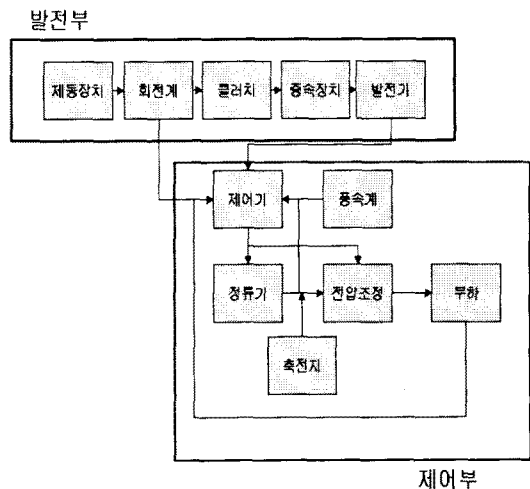 발전부
제동장치 회전계 클러치 증속장치 발전기
제어기 풍속계
정류기 전압조정 부하
축전지
제어부